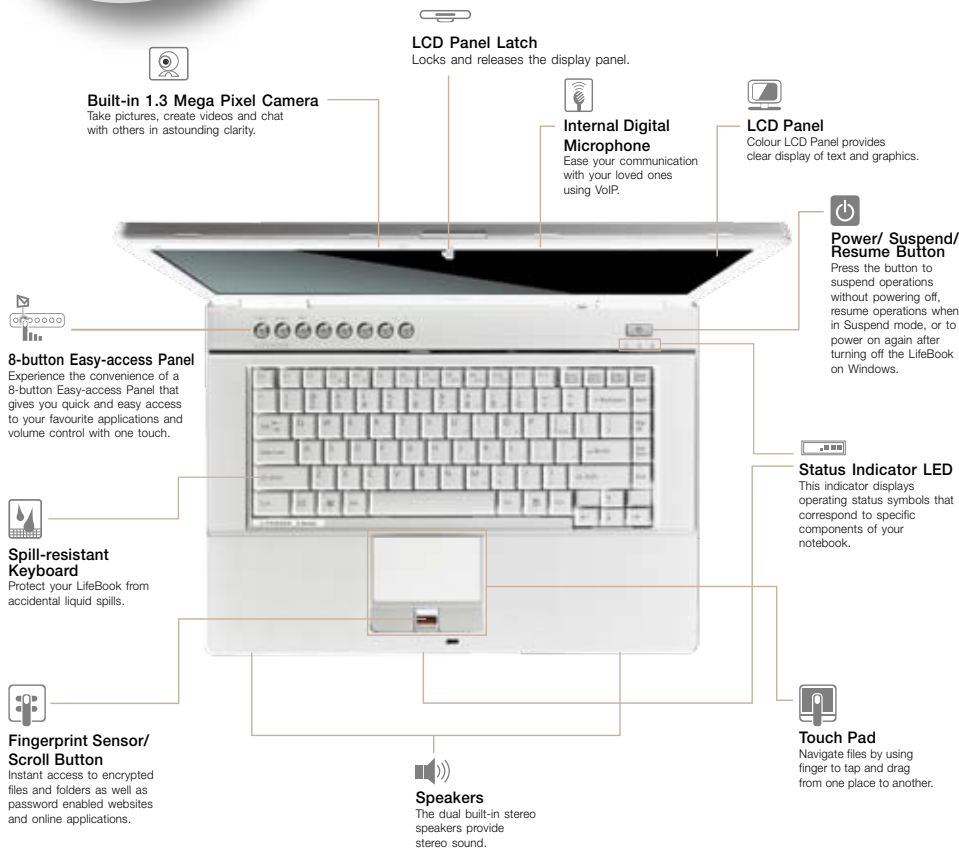 LCD Panel Latch
Locks and releases the display panel.
Built-in 1.3 Mega Pixel Camera
Take pictures, create videos and chat
with others in astounding clarity.
Internal Digital
Microphone
Ease your communication
with your loved ones
using VoIP.
LCD Panel
Colour LCD Panel provides
clear display of text and graphics.
Power/ Suspend/
Resume Button
Press the button to
suspend operations
without powering off,
resume operations when
in Suspend mode, or to
power on again after
turning off the LifeBook
on Windows.
8-button Easy-access Panel
Experience the convenience of a
8-button Easy-access Panel that
gives you quick and easy access
to your favourite applications and
volume control with one touch.
Status Indicator LED
This indicator displays
operating status symbols that
correspond to specific
components of your
notebook.
Spill-resistant
Keyboard
Protect your LifeBook from
accidental liquid spills.
Fingerprint Sensor/
Scroll Button
Instant access to encrypted
files and folders as well as
password enabled websites
and online applications.
Speakers
The dual built-in stereo
speakers provide
stereo sound.
Touch Pad
Navigate files by using
finger to tap and drag
from one place to another.